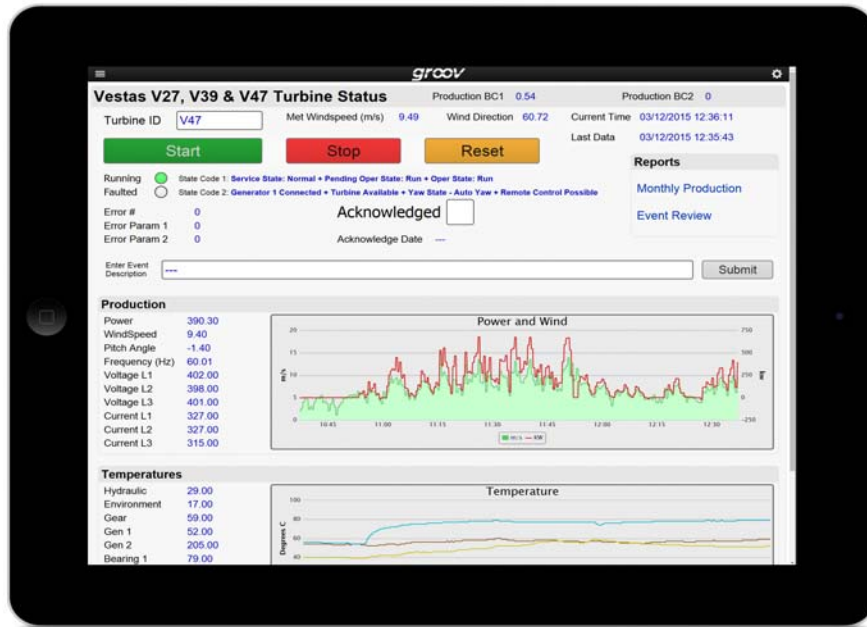 groov
Vestas V27, V39 & V47 Turbine Status Production BC1 0.54 Production BC2 0
Turbine ID V47 Met Windspeed (m/s) 9.49 Wind Direction 60.72 Current Time 03/12/2015 12:36:11
Last Data 03/12/2015 12:35:43
Start Stop Reset
Reports
Running State Code 1: Service State: Normal + Pending Oper State: Run + Oper State: Run
Monthly Production
Faulted State Code 2: Generator 1 Connected + Turbine Available + Yaw State - Auto Yaw + Remote Control Possible
Event Review
Error # 0 Acknowledged
Error Param 1 0
Error Param 2 0 Acknowledge Date ---
Enter Event
Description --- Submit
Production
Power 390.30
WindSpeed 9.40
Pitch Angle -1.40
Frequency (Hz) 60.01
Voltage L1 402.00
Voltage L2 398.00
Voltage L3 401.00
Current L1 327.00
Current L2 327.00
Current L3 315.00
Power and Wind
20 750
15 500
10 250
5 0
0 -250
m/s
kw
10:45 11:00 11:15 11:30 11:45 12:00 12:15 12:30
m/s KW
Temperatures
Hydraulic 29.00
Environment 17.00
Gear 59.00
Gen 1 52.00
Gen 2 205.00
Bearing 1 79.00
Temperature
100
80
60
40
Degrees C